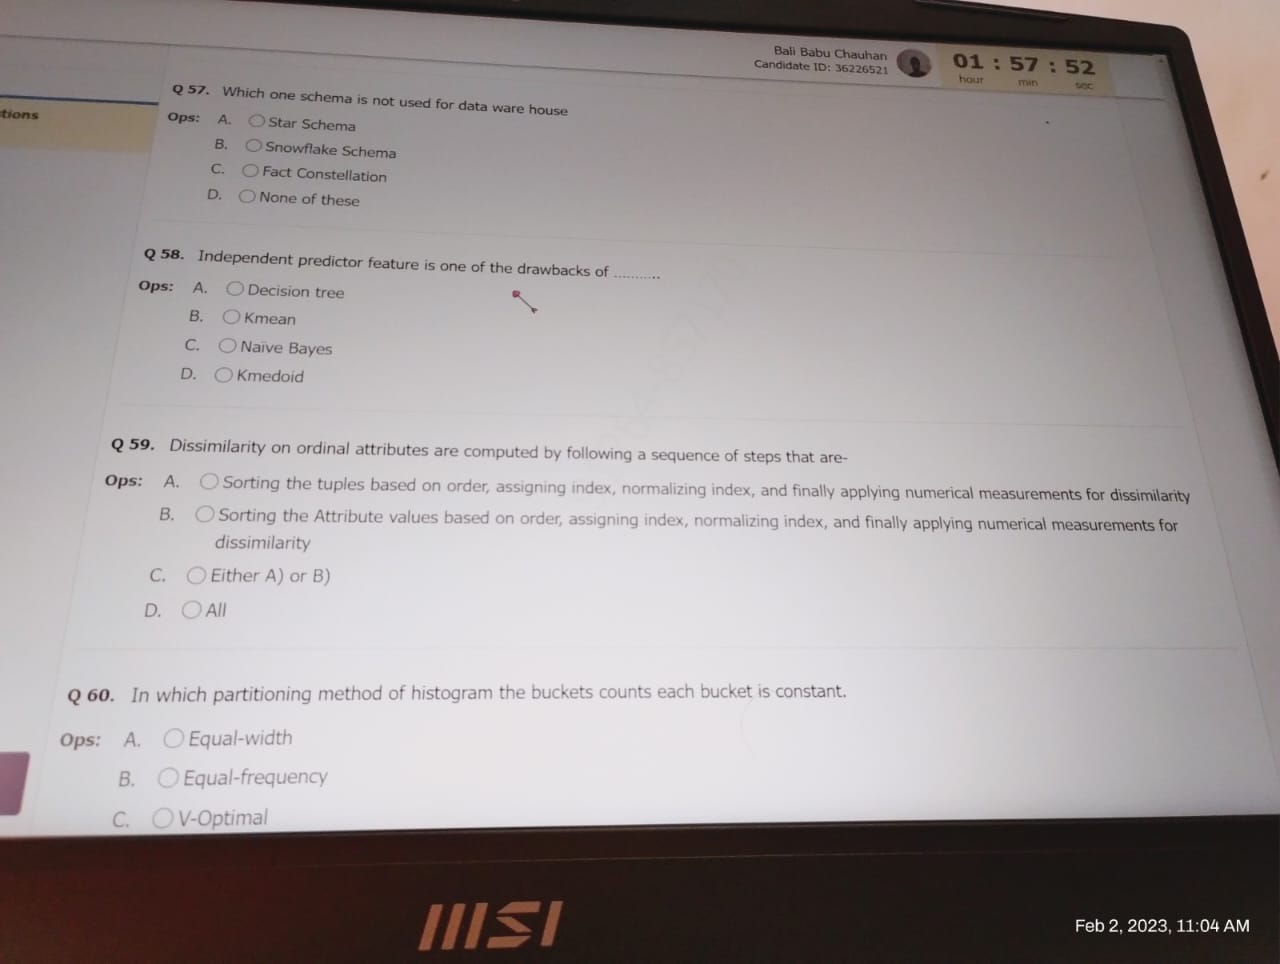 Bali Babu Chauhan
Candidate ID: 36226521
01 : 57 : 52
hour min sec
tions
Q 57. Which one schema is not used for data ware house
Ops: A. Star Schema
B. Snowflake Schema
C. Fact Constellation
D. None of these
Q 58. Independent predictor feature is one of the drawbacks of ...........
Ops: A. Decision tree
B. Kmean
C. Naïve Bayes
D. Kmedoid
Q 59. Dissimilarity on ordinal attributes are computed by following a sequence of steps that are-
Ops: A. Sorting the tuples based on order, assigning index, normalizing index, and finally applying numerical measurements for dissimilarity
B. Sorting the Attribute values based on order, assigning index, normalizing index, and finally applying numerical measurements for
dissimilarity
C. Either A) or B)
D. All
Q 60. In which partitioning method of histogram the buckets counts each bucket is constant.
Ops: A. Equal-width
B. Equal-frequency
C. V-Optimal
msi
Feb 2, 2023, 11:04 AM